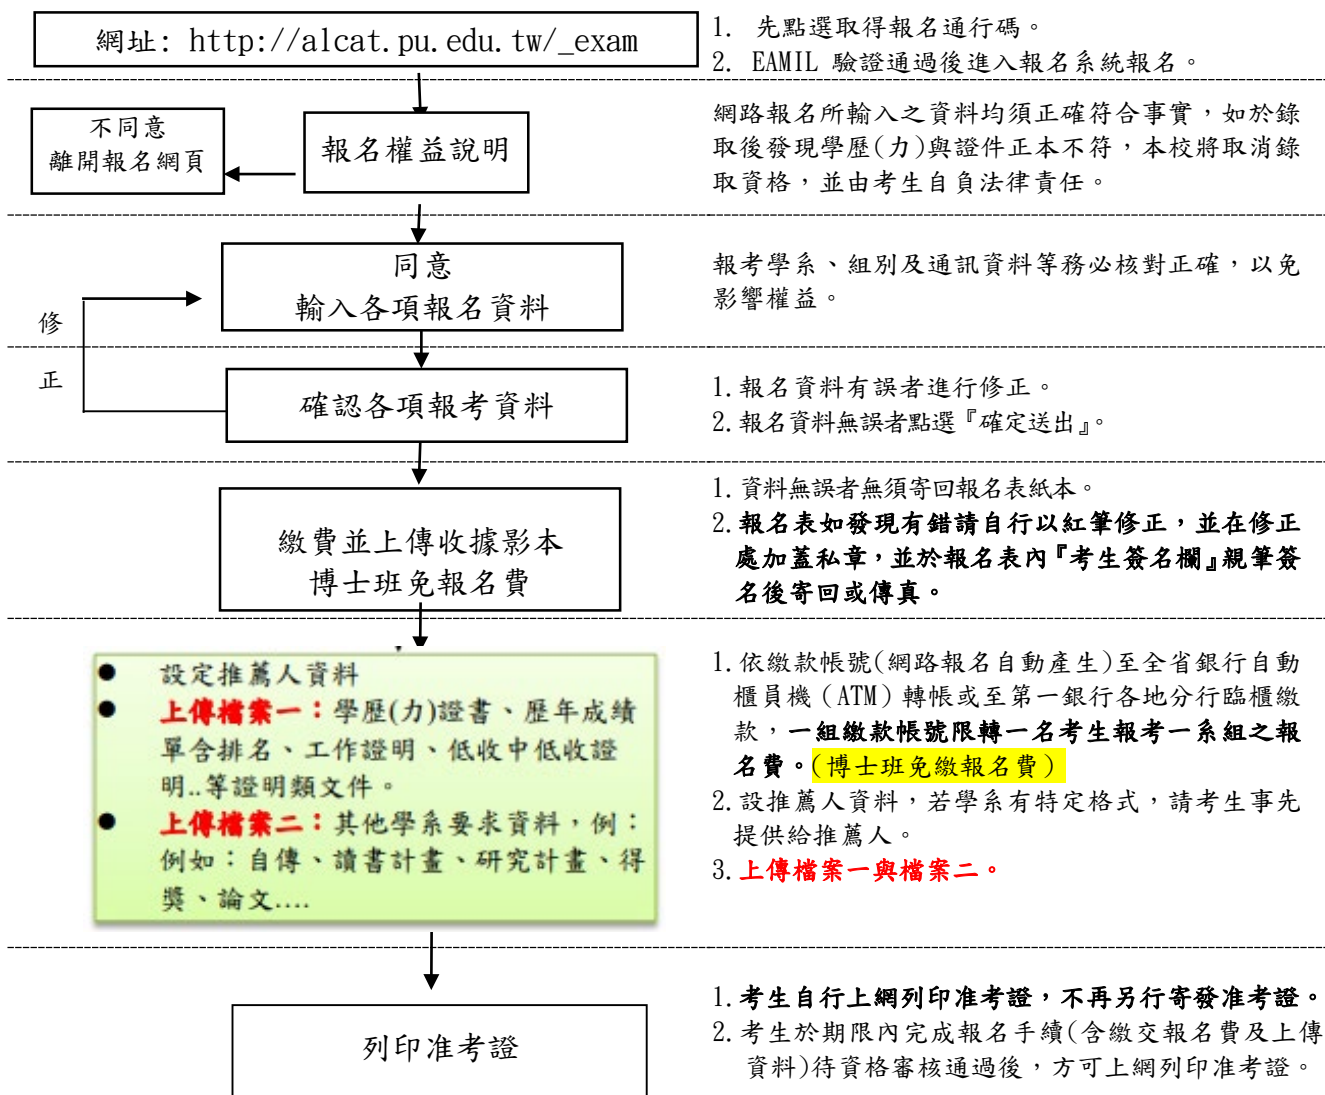 網址: http://alcat.pu.edu.tw/_exam
1. 先點選取得報名通行碼。
2. EAMIL 驗證通過後進入報名系統報名。
不同意
離開報名網頁
報名權益說明
網路報名所輸入之資料均須正確符合事實，如於錄
取後發現學歷(力)與證件正本不符，本校將取消錄
取資格，並由考生自負法律責任。
同意
輸入各項報名資料
報考學系、組別及通訊資料等務必核對正確，以免
影響權益。
修
正
確認各項報考資料
1.報名資料有誤者進行修正。
2.報名資料無誤者點選『確定送出』。
繳費並上傳收據影本
博士班免報名費
1.資料無誤者無須寄回報名表紙本。
2.報名表如發現有錯請自行以紅筆修正，並在修正
處加蓋私章，並於報名表內『考生簽名欄』親筆簽
名後寄回或傳真。
● 設定推薦人資料
● 上傳檔案一：學歷(力)證書、歷年成績
單含排名、工作證明、低收中低收證
明..等證明類文件。
● 上傳檔案二：其他學系要求資料，例：
例如：自傳、讀書計畫、研究計畫、得
獎、論文....
1.依繳款帳號(網路報名自動產生)至全省銀行自動
櫃員機（ATM）轉帳或至第一銀行各地分行臨櫃繳
款，一組繳款帳號限轉一名考生報考一系組之報
名費。(博士班免繳報名費)
2.設推薦人資料，若學系有特定格式，請考生事先
提供給推薦人。
3.上傳檔案一與檔案二。
列印准考證
1.考生自行上網列印准考證，不再另行寄發准考證。
2.考生於期限內完成報名手續(含繳交報名費及上傳
資料)待資格審核通過後，方可上網列印准考證。